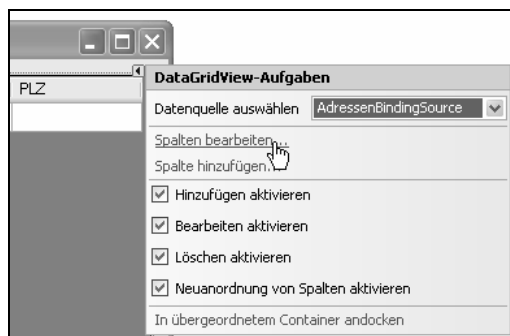 PLZ
DataGridView-Aufgaben
Datenquelle auswählen AdressenBindingSource
Spalten bearbeiten...
Spalte hinzufügen...
Hinzufügen aktivieren
Bearbeiten aktivieren
Löschen aktivieren
Neuanordnung von Spalten aktivieren
In übergeordnetem Container andocken